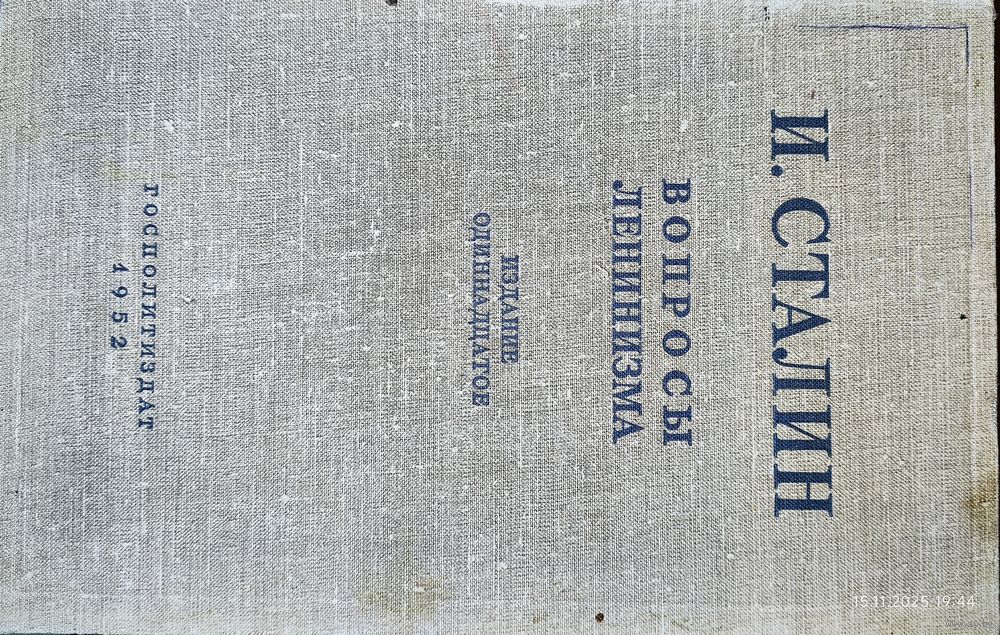 И. СТАЛИН
ВОПРОСЫ
ЛЕНИНИЗМА
ИЗДАНИЕ
ОДИННАДЦАТОЕ
ГОСПОЛИТИЗДАТ
1952
15.11.2025 19:44